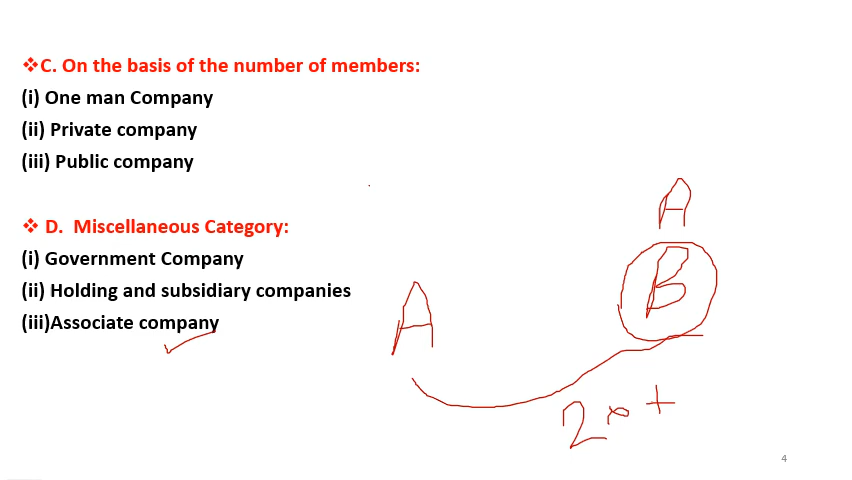 ❖C. On the basis of the number of members:
(i) One man Company
(ii) Private company
(iii) Public company
❖ D. Miscellaneous Category:
(i) Government Company
(ii) Holding and subsidiary companies
(iii)Associate company
A
B
A
4